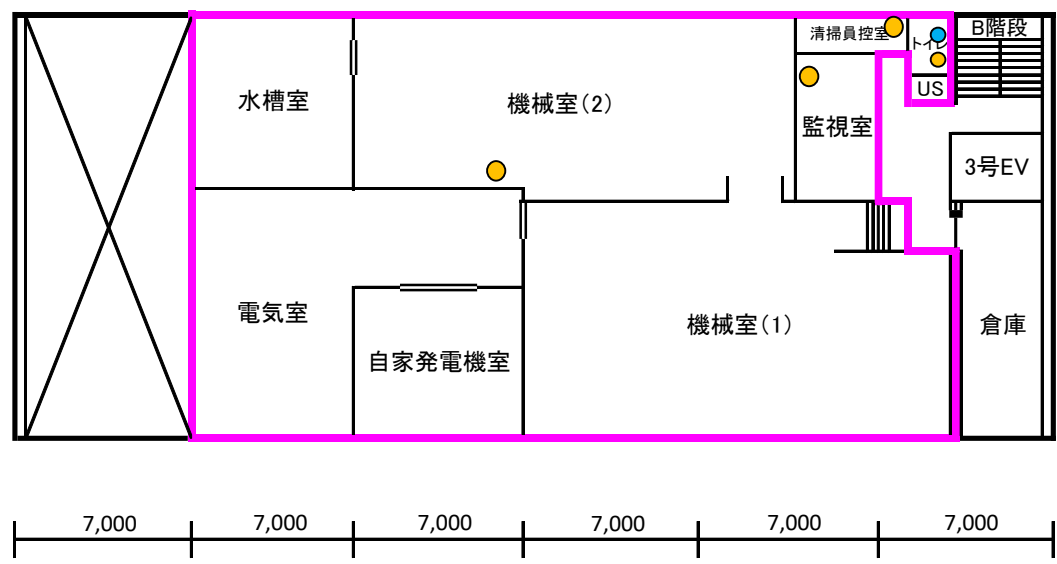 清掃員控室
トイレ
B階段
US
水槽室
機械室(2)
監視室
3号EV
電気室
自家発電機室
機械室(1)
倉庫
7,000
7,000
7,000
7,000
7,000
7,000